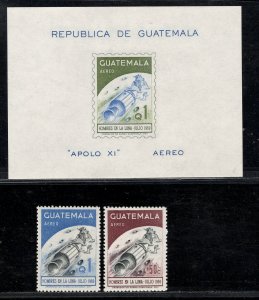 REPUBLICA DE GUATEMALA
GUATEMALA
AEREO
Q1
HOMBRES EN LA LUNA-JULIO 1969
"APOLO XI" AEREO
GUATEMALA
AEREO
Q1
HOMBRES EN LA LUNA-JULIO 1969
GUATEMALA
AEREO
50c
HOMBRES EN LA LUNA-JULIO 1969